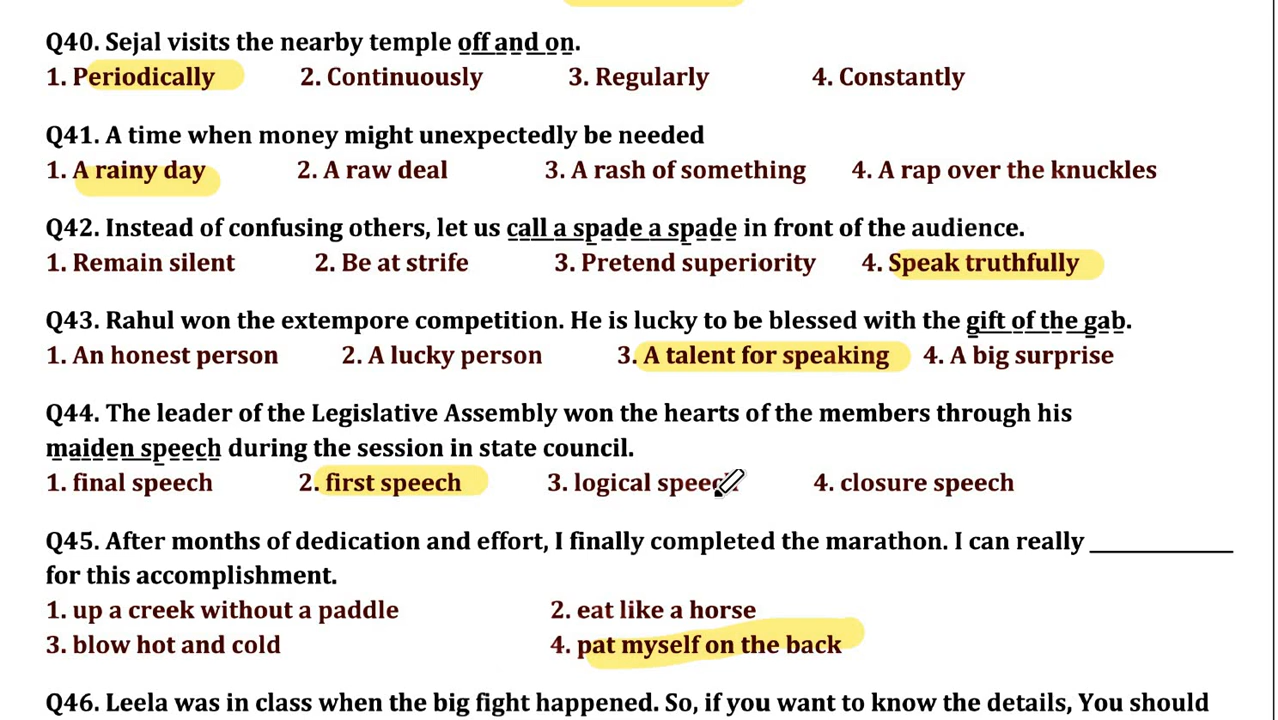 Q40. Sejal visits the nearby temple off and on.
1. Periodically 2. Continuously 3. Regularly 4. Constantly
Q41. A time when money might unexpectedly be needed
1. A rainy day 2. A raw deal 3. A rash of something 4. A rap over the knuckles
Q42. Instead of confusing others, let us call a spade a spade in front of the audience.
1. Remain silent 2. Be at strife 3. Pretend superiority 4. Speak truthfully
Q43. Rahul won the extempore competition. He is lucky to be blessed with the gift of the gab.
1. An honest person 2. A lucky person 3. A talent for speaking 4. A big surprise
Q44. The leader of the Legislative Assembly won the hearts of the members through his
maiden speech during the session in state council.
1. final speech 2. first speech 3. logical speech 4. closure speech
Q45. After months of dedication and effort, I finally completed the marathon. I can really ___________
for this accomplishment.
1. up a creek without a paddle 2. eat like a horse
3. blow hot and cold 4. pat myself on the back
Q46. Leela was in class when the big fight happened. So, if you want to know the details, You should